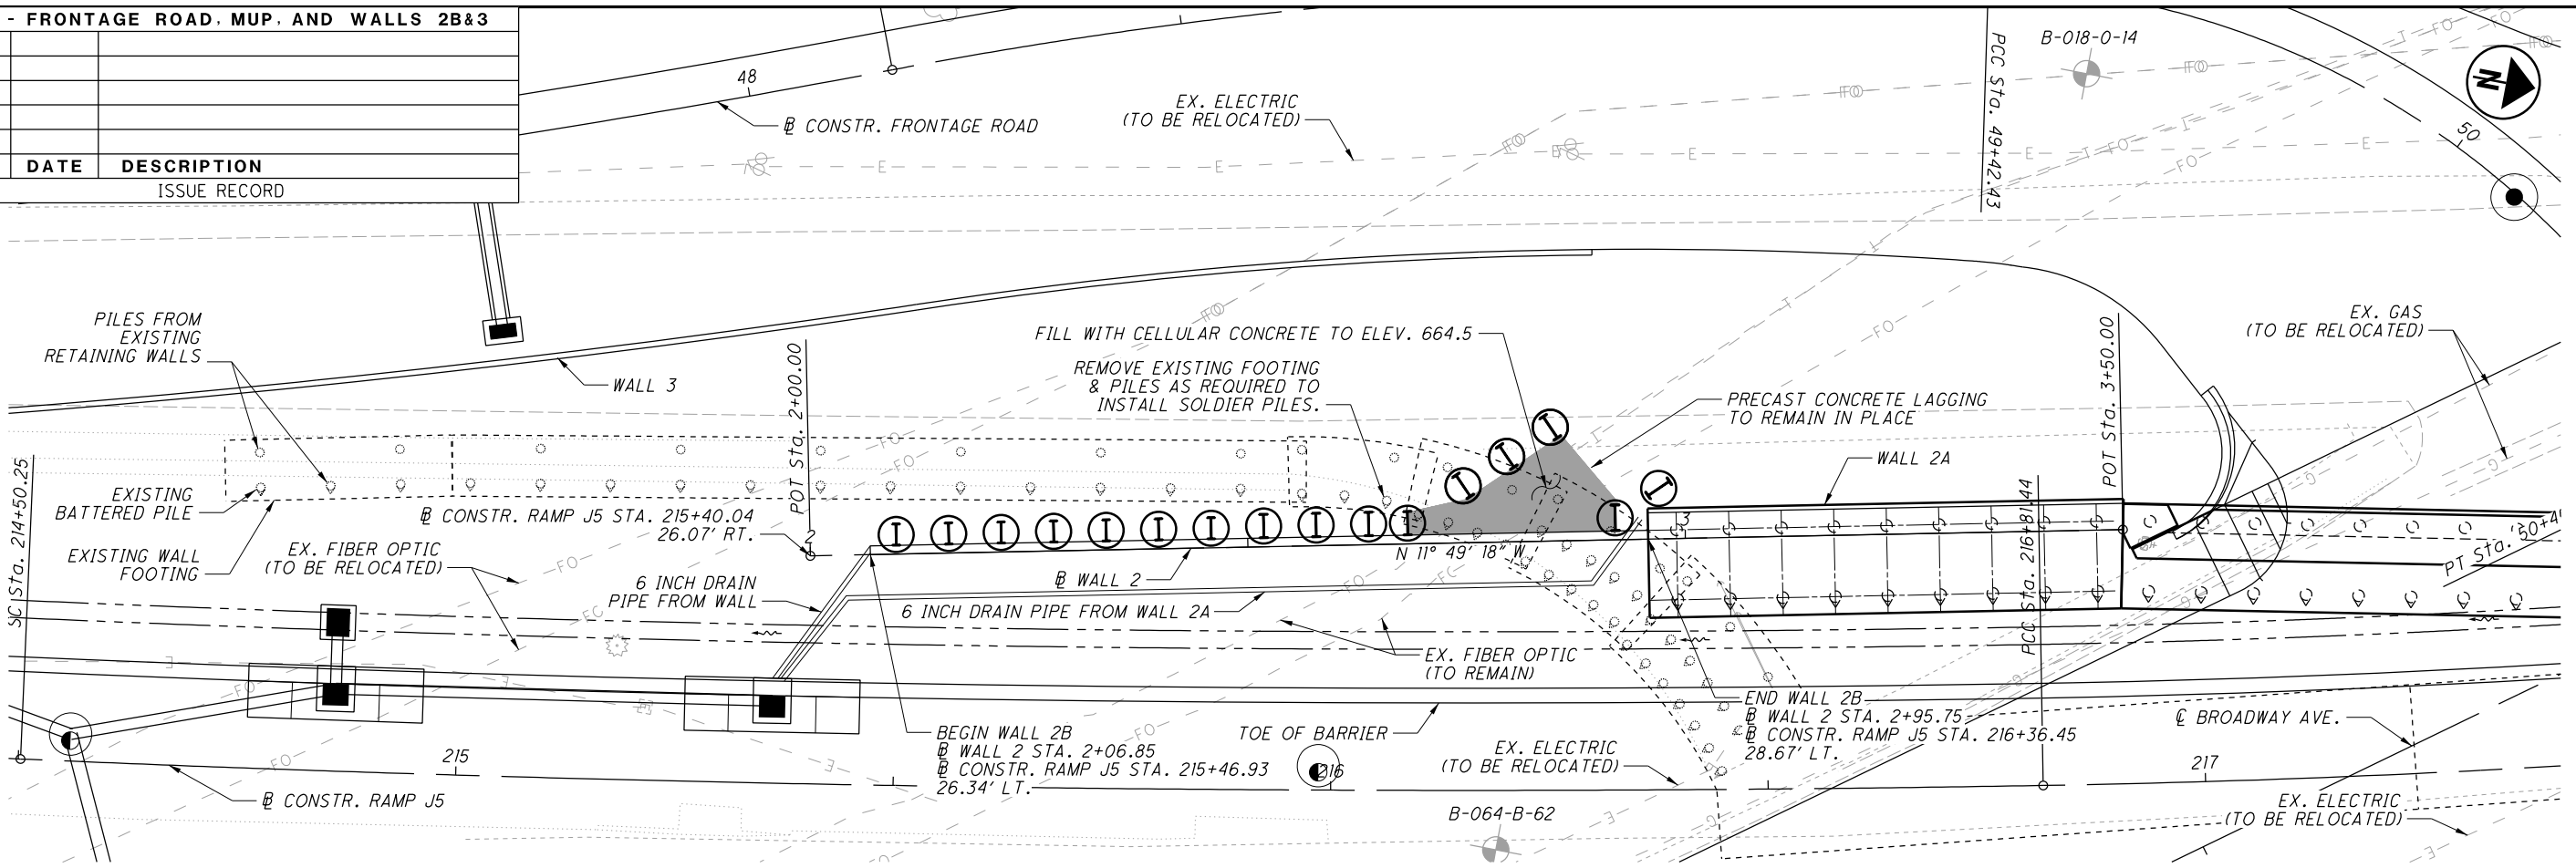 - FRONTAGE ROAD, MUP, AND WALLS 2B&3
DATE DESCRIPTION
ISSUE RECORD
48
℄ CONSTR. FRONTAGE ROAD
EX. ELECTRIC
(TO BE RELOCATED)
PCC Sta. 49+42.43
B-018-0-14
N
50
PILES FROM
EXISTING
RETAINING WALLS
WALL 3
POT Sta. 2+00.00
FILL WITH CELLULAR CONCRETE TO ELEV. 664.5
REMOVE EXISTING FOOTING
& PILES AS REQUIRED TO
INSTALL SOLDIER PILES.
PRECAST CONCRETE LAGGING
TO REMAIN IN PLACE
WALL 2A
POT Sta. 3+50.00
EX. GAS
(TO BE RELOCATED)
SC Sta. 214+50.25
EXISTING
BATTERED PILE
EXISTING WALL
FOOTING
EX. FIBER OPTIC
(TO BE RELOCATED)
℄ CONSTR. RAMP J5 STA. 215+40.04
26.07' RT.
2
6 INCH DRAIN
PIPE FROM WALL
℄ WALL 2
6 INCH DRAIN PIPE FROM WALL 2A
N 11° 49' 18" W
3
PCC Sta. 216+81.44
EX. FIBER OPTIC
(TO REMAIN)
BEGIN WALL 2B
℄ WALL 2 STA. 2+06.85
℄ CONSTR. RAMP J5 STA. 215+46.93
26.34' LT.
TOE OF BARRIER
END WALL 2B
℄ WALL 2 STA. 2+95.75
℄ CONSTR. RAMP J5 STA. 216+36.45
28.67' LT.
EX. ELECTRIC
(TO BE RELOCATED)
℄ BROADWAY AVE.
215
216
217
℄ CONSTR. RAMP J5
B-064-B-62
EX. ELECTRIC
(TO BE RELOCATED)